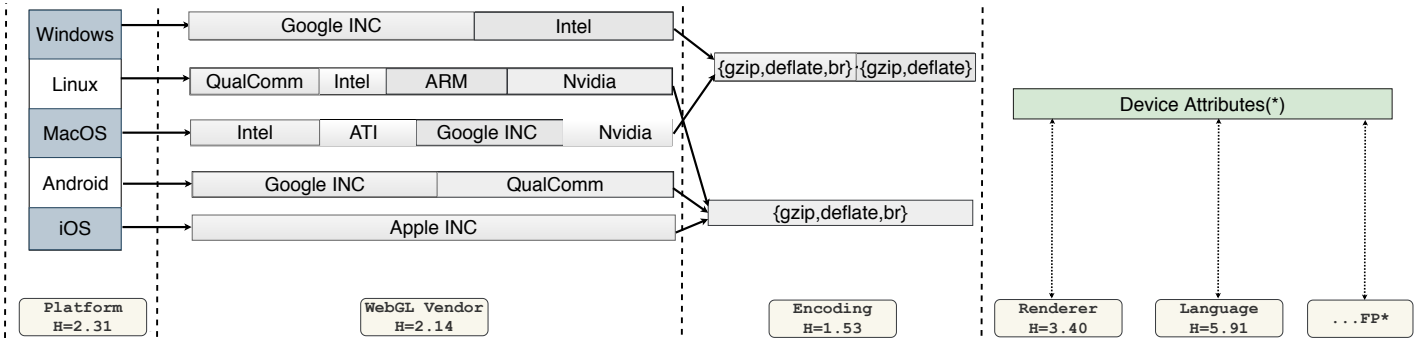 Windows
Google INC
Intel
Linux
QualComm
Intel
ARM
Nvidia
{gzip,deflate,br}
{gzip,deflate}
Device Attributes(*)
MacOS
Intel
ATI
Google INC
Nvidia
Android
Google INC
QualComm
iOS
Apple INC
{gzip,deflate,br}
Platform
H=2.31
WebGL Vendor
H=2.14
Encoding
H=1.53
Renderer
H=3.40
Language
H=5.91
...FP*